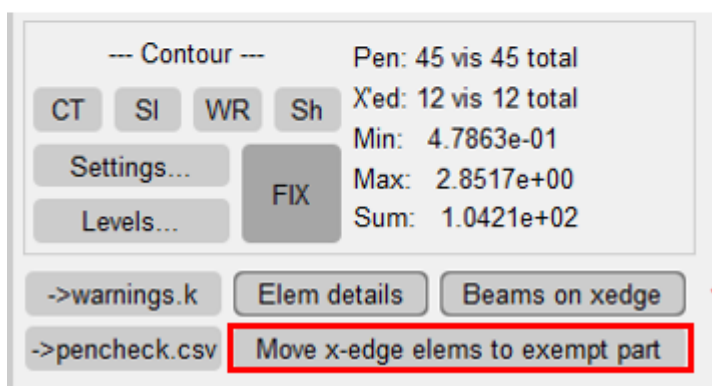 --- Contour ---
CT SI WR Sh
Settings...
Levels...
FIX
Pen: 45 vis 45 total
X'ed: 12 vis 12 total
Min: 4.7863e-01
Max: 2.8517e+00
Sum: 1.0421e+02
->warnings.k Elem details Beams on xedge
->pencheck.csv Move x-edge elems to exempt part